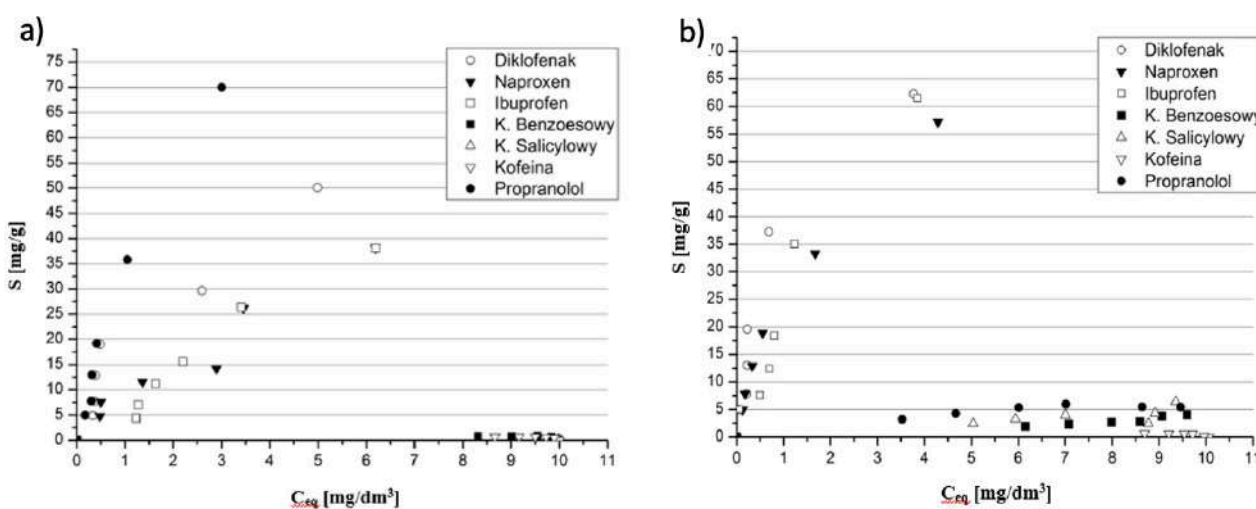 a)
Diklofenak
Naproxen
Ibuprofen
K. Benzoesowy
K. Salicylowy
Kofeina
Propranolol
75
70
65
60
55
50
45
40
35
30
25
20
15
10
5
0
S [mg/g]
0 1 2 3 4 5 6 7 8 9 10 11
Ceq [mg/dm³]
b)
Diklofenak
Naproxen
Ibuprofen
K. Benzoesowy
K. Salicylowy
Kofeina
Propranolol
70
65
60
55
50
45
40
35
30
25
20
15
10
5
0
S [mg/g]
0 1 2 3 4 5 6 7 8 9 10 11
Ceq [mg/dm³]